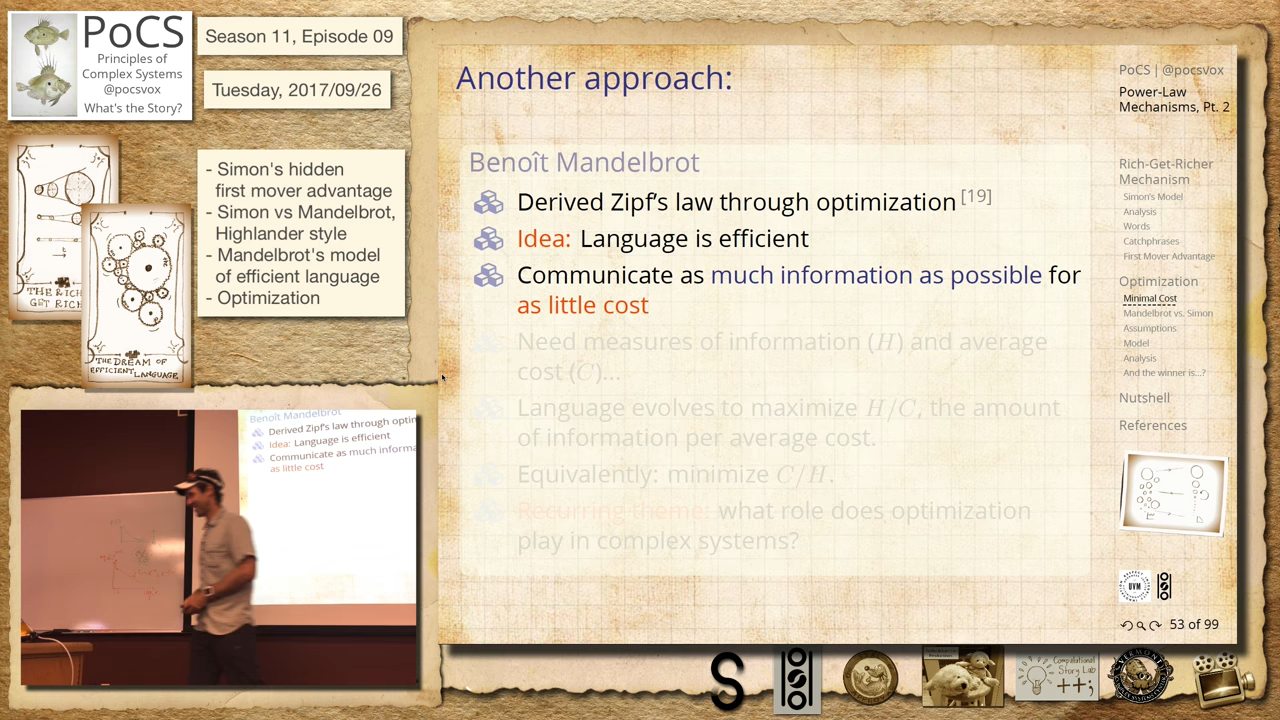 PoCS
Principles of
Complex Systems
@pocsvox
What's the Story?
Season 11, Episode 09
Tuesday, 2017/09/26
- Simon's hidden
first mover advantage
- Simon vs Mandelbrot,
Highlander style
- Mandelbrot's model
of efficient language
- Optimization
THE RICH
GET RICH
THE DREAM OF
EFFICIENT LANGUAGE
Another approach:
Benoît Mandelbrot
Derived Zipf's law through optimization [19]
Idea: Language is efficient
Communicate as much information as possible for
as little cost
Need measures of information (H) and average
cost (C)...
Language evolves to maximize H/C, the amount
of information per average cost.
Equivalently: minimize C/H.
Recurring theme: what role does optimization
play in complex systems?
PoCS | @pocsvox
Power-Law
Mechanisms, Pt. 2
Rich-Get-Richer
Mechanism
Simon's Model
Analysis
Words
Catchphrases
First Mover Advantage
Optimization
Minimal Cost
Mandelbrot vs. Simon
Assumptions
Model
Analysis
And the winner is...?
Nutshell
References
UVM
53 of 99
Benoît Mandelbrot
Derived Zipf's law through optim
Idea: Language is efficient
Communicate as much informa
as little cost
S
Computational
Story Lab
++;
VERMONT